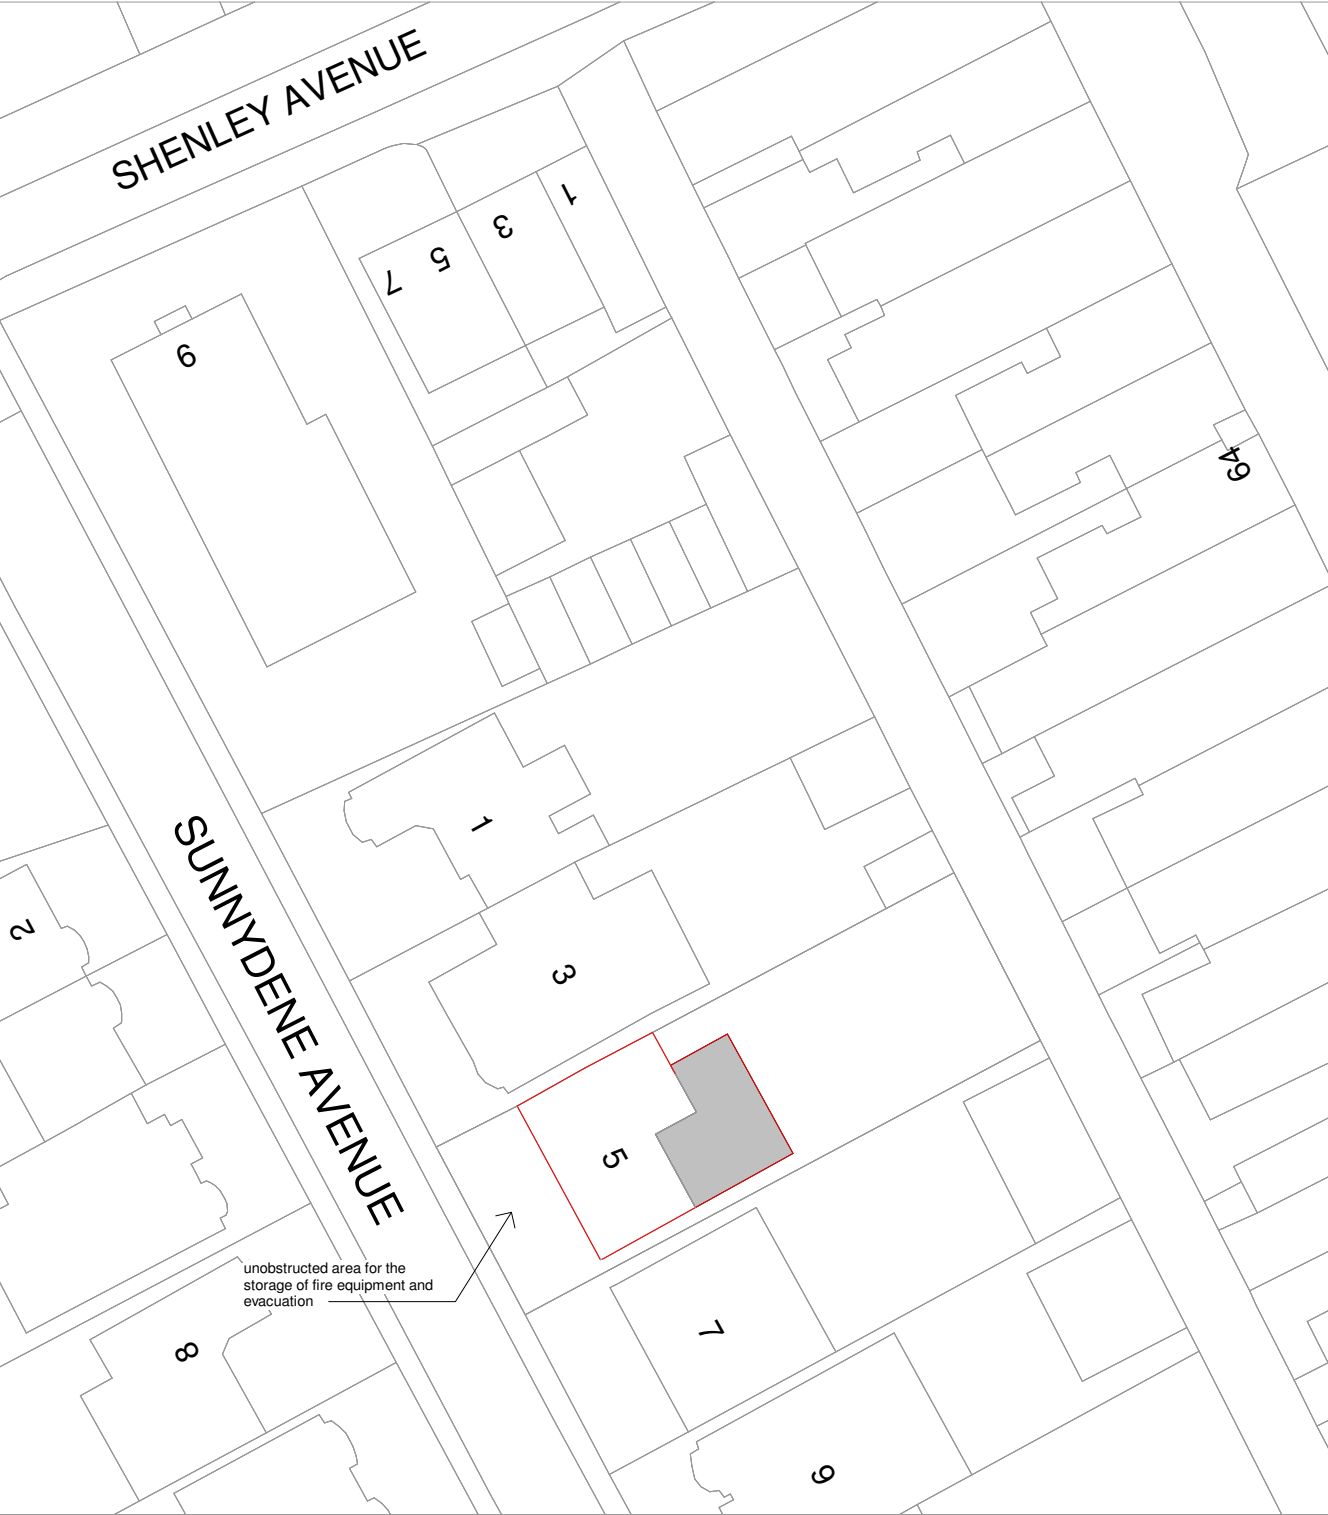 SHENLEY AVENUE
1
3
5
7
9
64
1
SUNNYDENE AVENUE
2
3
5
unobstructed area for the
storage of fire equipment and
evacuation
7
8
9